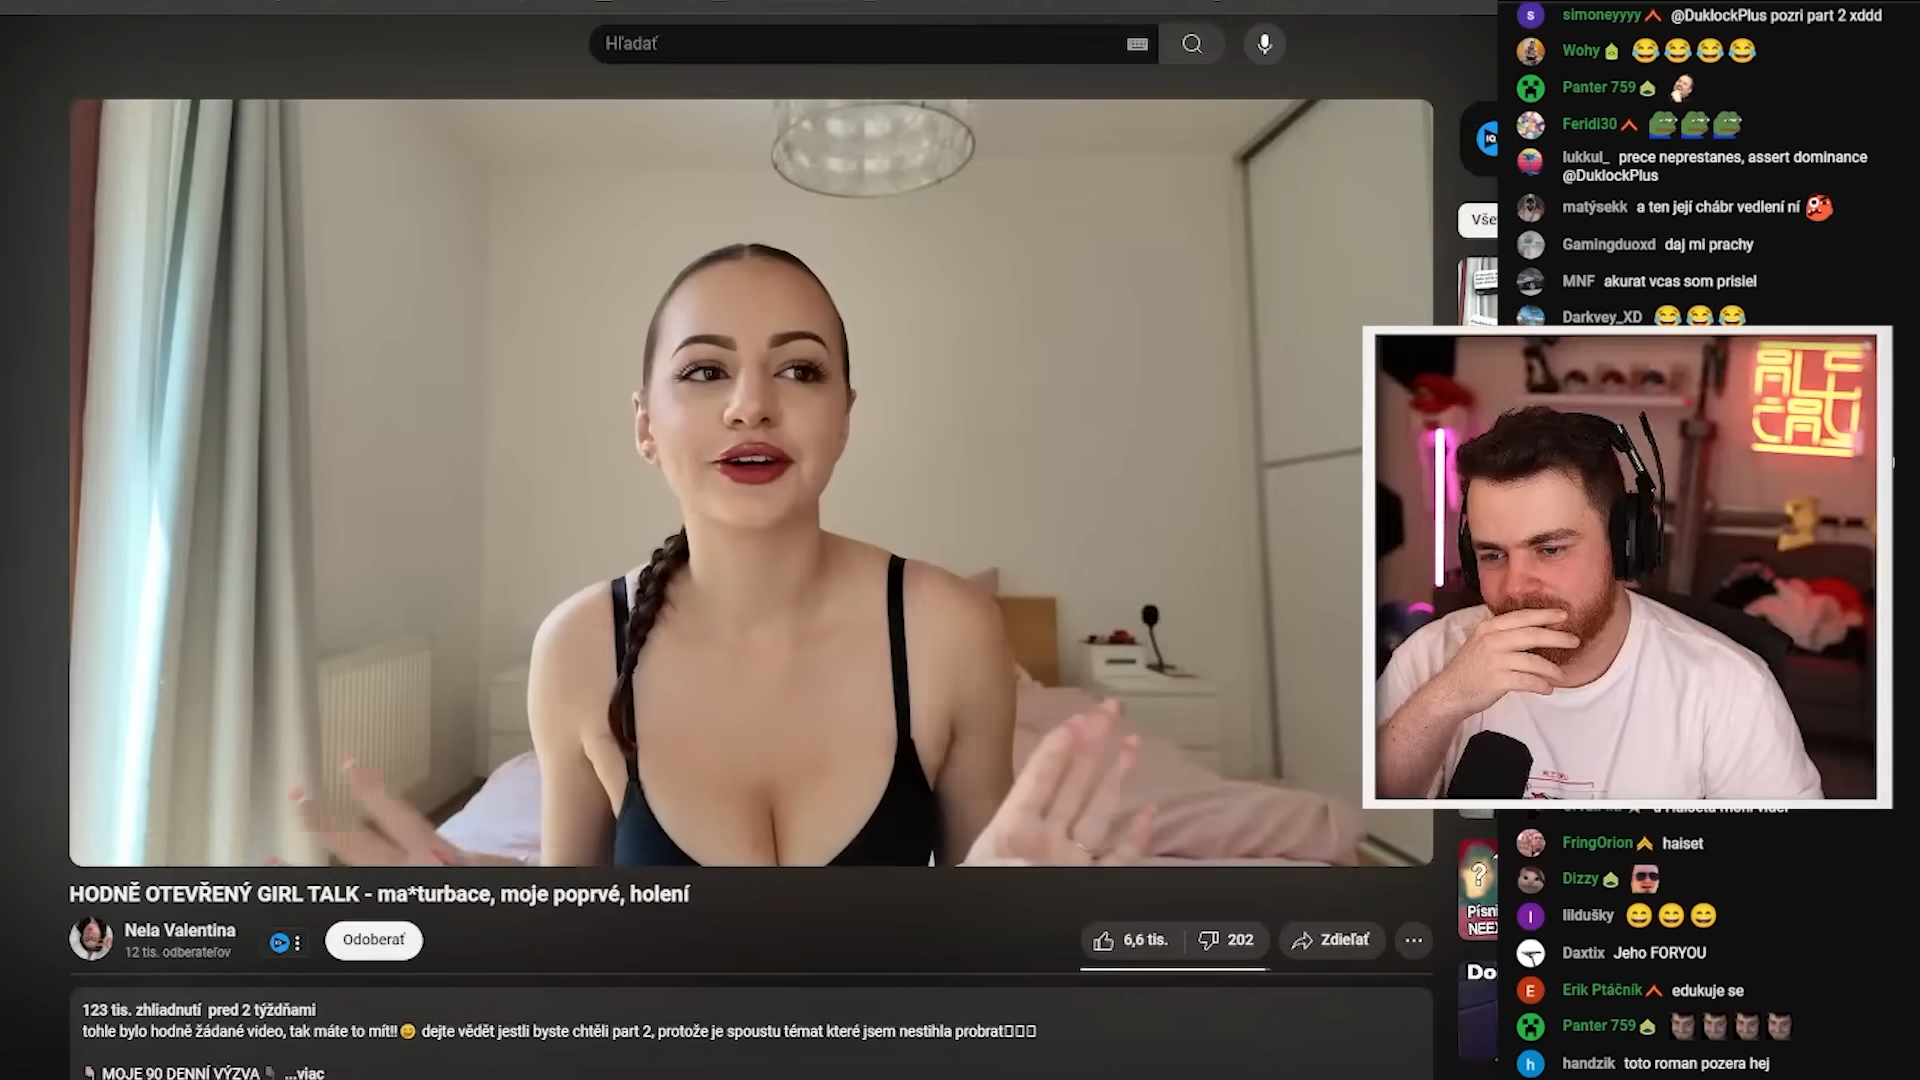 Hľadať
HODNĚ OTEVŘENÝ GIRL TALK - ma*turbace, moje poprvé, holení
Nela Valentina
12 tis. odberateľov
Odoberať
6,6 tis.
202
Zdieľať
123 tis. zhliadnutí pred 2 týždňami
tohle bylo hodně žádané video, tak máte to mít!! dejte vědět jestli byste chtěli part 2, protože je spoustu témat které jsem nestihla probrat
MOJE 90 DENNÍ VÝZVA ...viac
Vše
Písni
NEE
Do
simoneyyyy @DuklockPlus pozri part 2 xddd
Wohy
Panter 759
Feridi30
lukkul_ prece neprestanes, assert dominance
@DuklockPlus
matýsekk a ten její chábr vedlení ní
Gamingduoxd daj mi prachy
MNF akurat vcas som prisiel
Darkvey_XD
FringOrion haiset
Dizzy
lildušky
Daxtix Jeho FORYOU
Erik Ptáčník edukuje se
Panter 759
handzik toto roman pozera hej